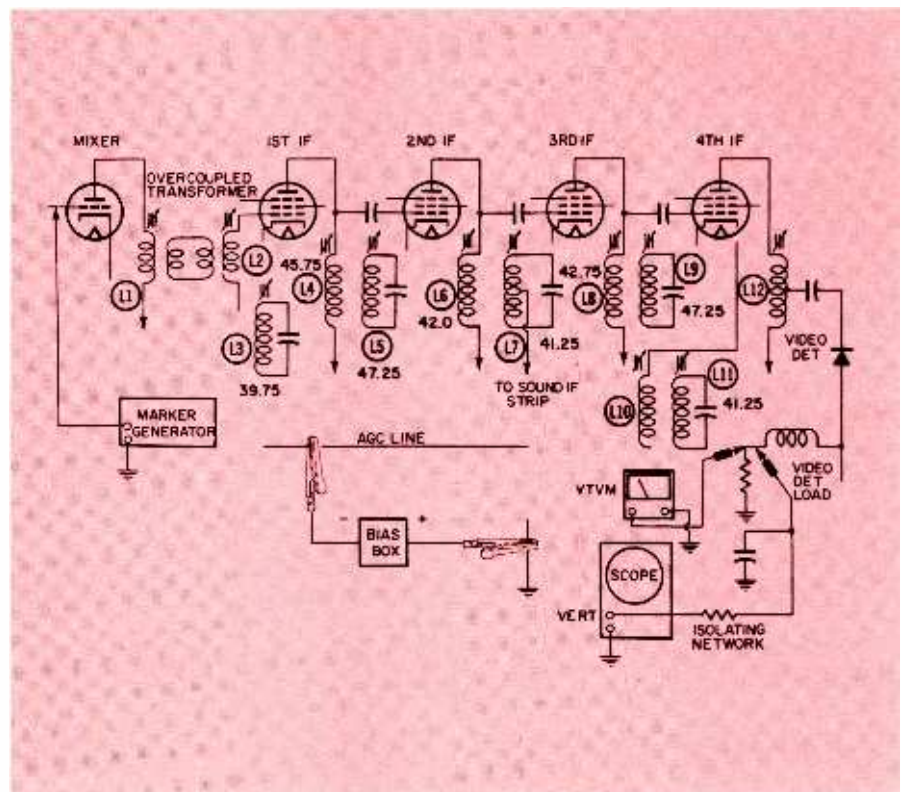 MIXER
1ST IF
2ND IF
3RD IF
4TH IF
OVERCOUPLED
TRANSFORMER
L1
L2
L3
39.75
45.75
L4
L5
47.25
L6
42.0
L7
41.25
42.75
L8
L9
47.25
L10
L11
41.25
L12
TO SOUND IF
STRIP
VIDEO
DET
MARKER
GENERATOR
AGC LINE
VTVM
VIDEO
DET
LOAD
-
BIAS
BOX
+
SCOPE
VERT
ISOLATING
NETWORK